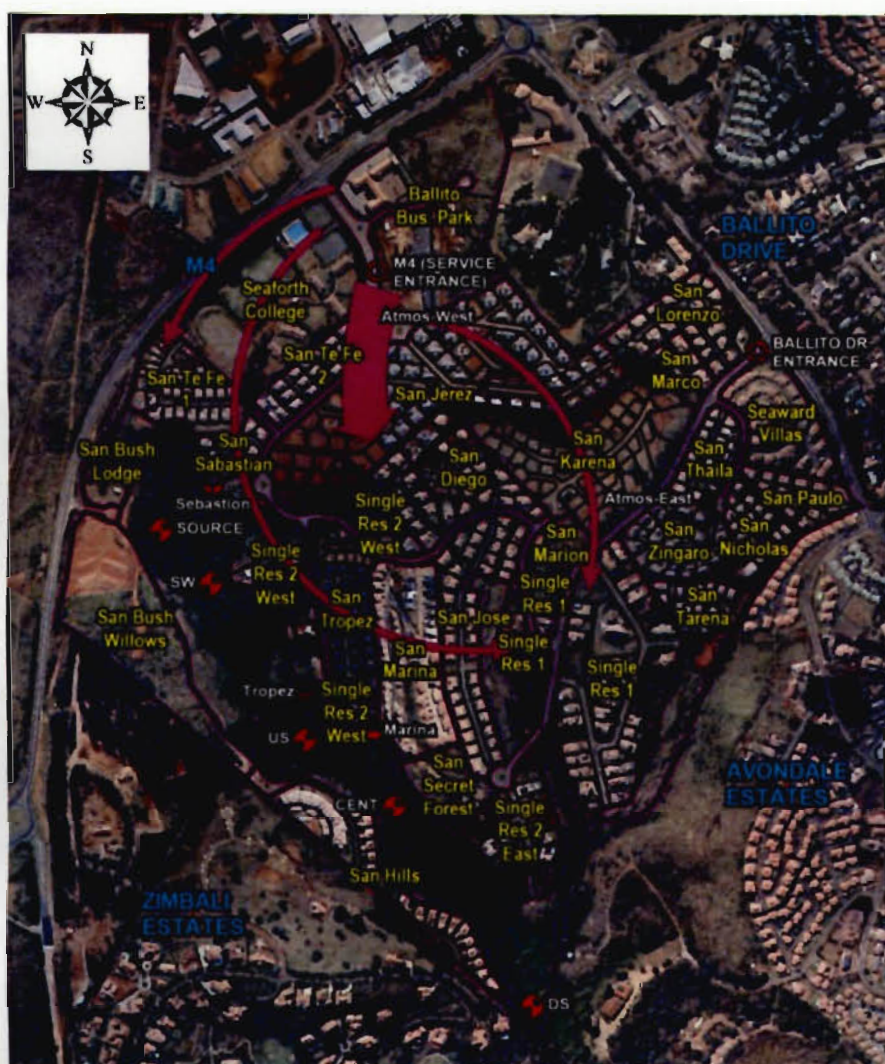 N
W E
S
Ballito
Bus. Park
BALLITO
DRIVE
M4
M4 (SERVICE
ENTRANCE)
Seaforth
College
Atmos-West
San
Lorenzo
BALLITO DR
ENTRANCE
San Te Fe
1
San Te Fe
2
San
Marco
San Jerez
Seaward
Villas
San Bush
Lodge
San
Sabastian
San
Diego
San
Karena
San
Thaila
Sebastion
Single
Res 2
West
Atmos-East
San Paulo
SOURCE
San
Marion
San
Zingaro
San
Nicholas
SW
Single
Res 2
West
Single
Res 1
San Bush
Willows
San
Tropez
San Jose
San
Tarena
San
Marina
Single
Res 1
Single
Res 1
Tropez
Single
Res 2
West
US
Marina
San
Secret
Forest
AVONDALE
ESTATES
CENT
Single
Res 2
East
San Hills
ZIMBALI
ESTATES
DS